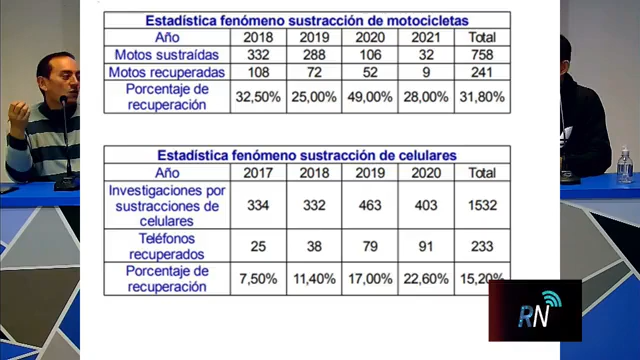 Estadística fenómeno sustracción de motocicletas
Año 2018 2019 2020 2021 Total
Motos sustraídas 332 288 106 32 758
Motos recuperadas 108 72 52 9 241
Porcentaje de recuperación 32,50% 25,00% 49,00% 28,00% 31,80%
Estadística fenómeno sustracción de celulares
Año 2017 2018 2019 2020 Total
Investigaciones por sustracciones de celulares 334 332 463 403 1532
Teléfonos recuperados 25 38 79 91 233
Porcentaje de recuperación 7,50% 11,40% 17,00% 22,60% 15,20%
RN